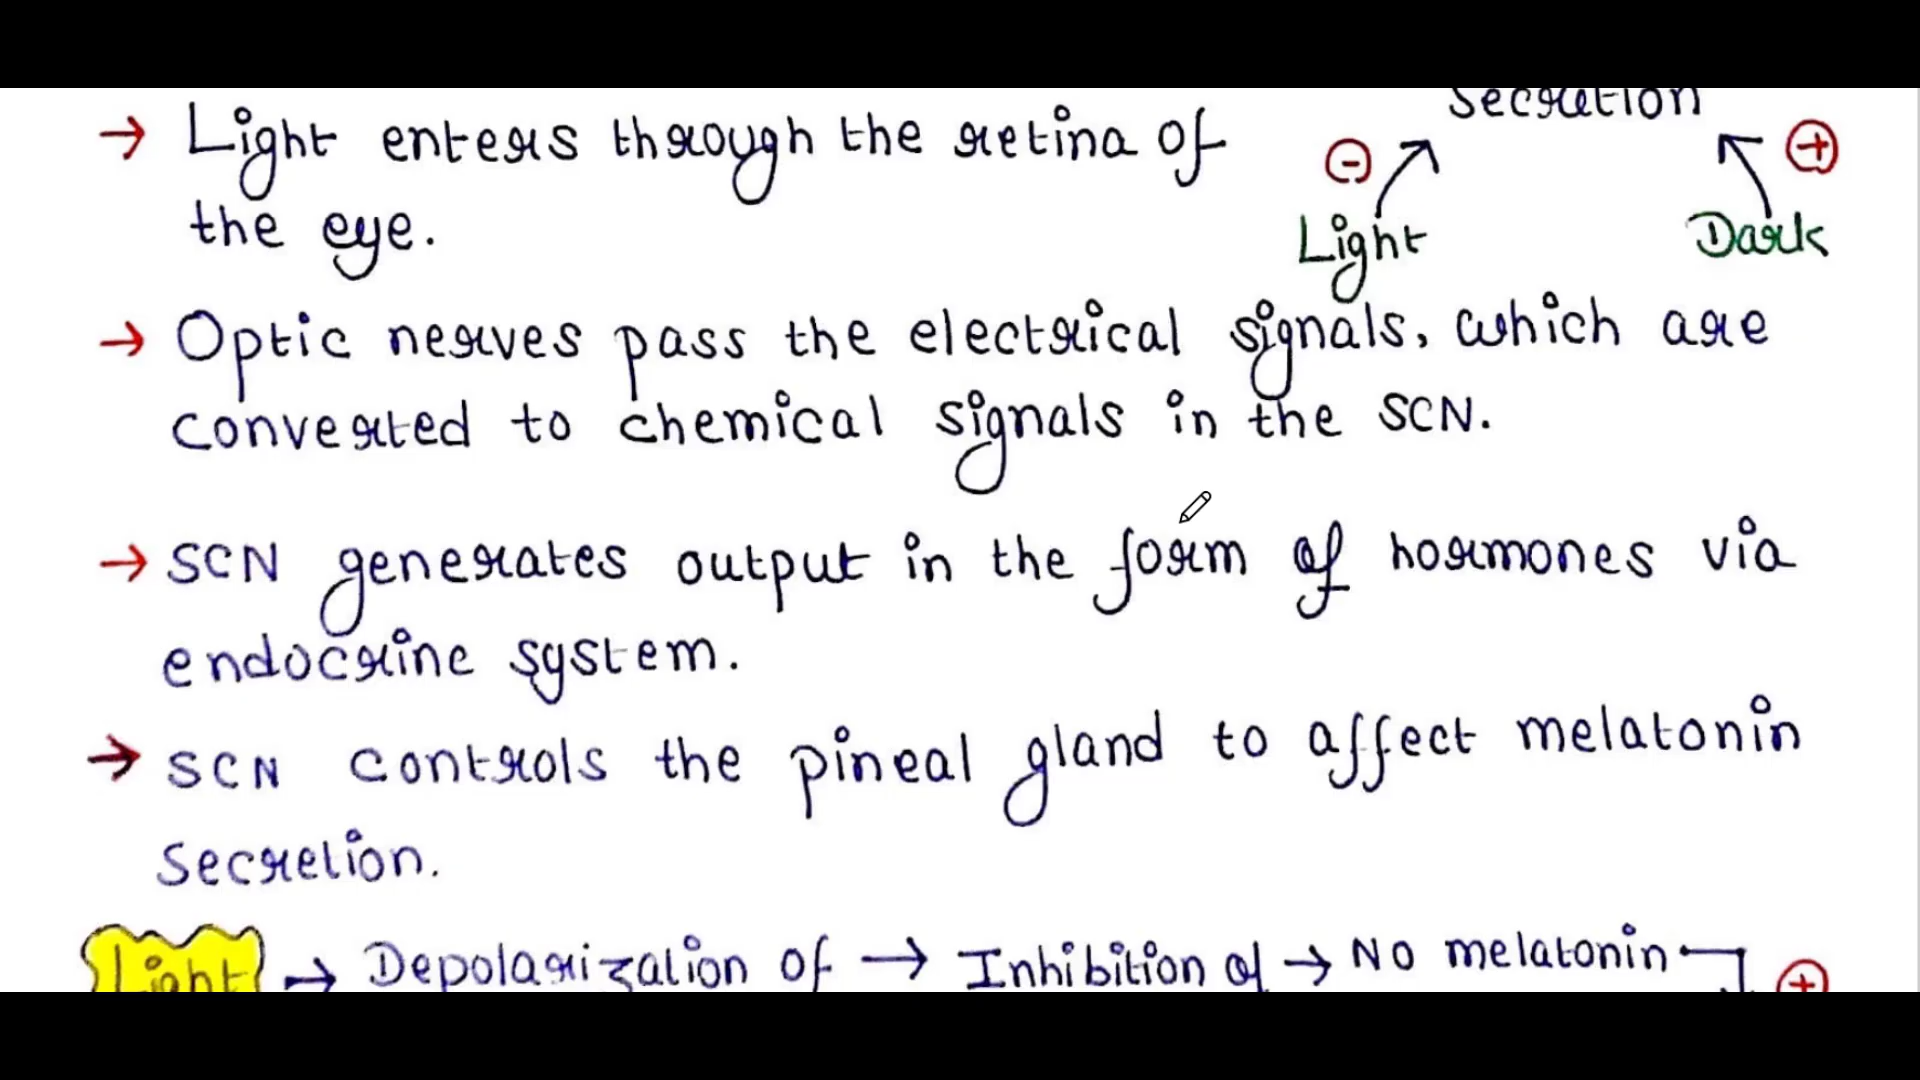 Secretion
→ Light enters through the retina of
the eye.
⊖ ⊕
Light Dark
→ Optic nerves pass the electrical signals, which are
converted to chemical signals in the SCN.
→ SCN generates output in the form of hormones via
endocrine system.
→ SCN controls the pineal gland to affect melatonin
Secretion.
Light → Depolarization of → Inhibition of → No melatonin ⊕